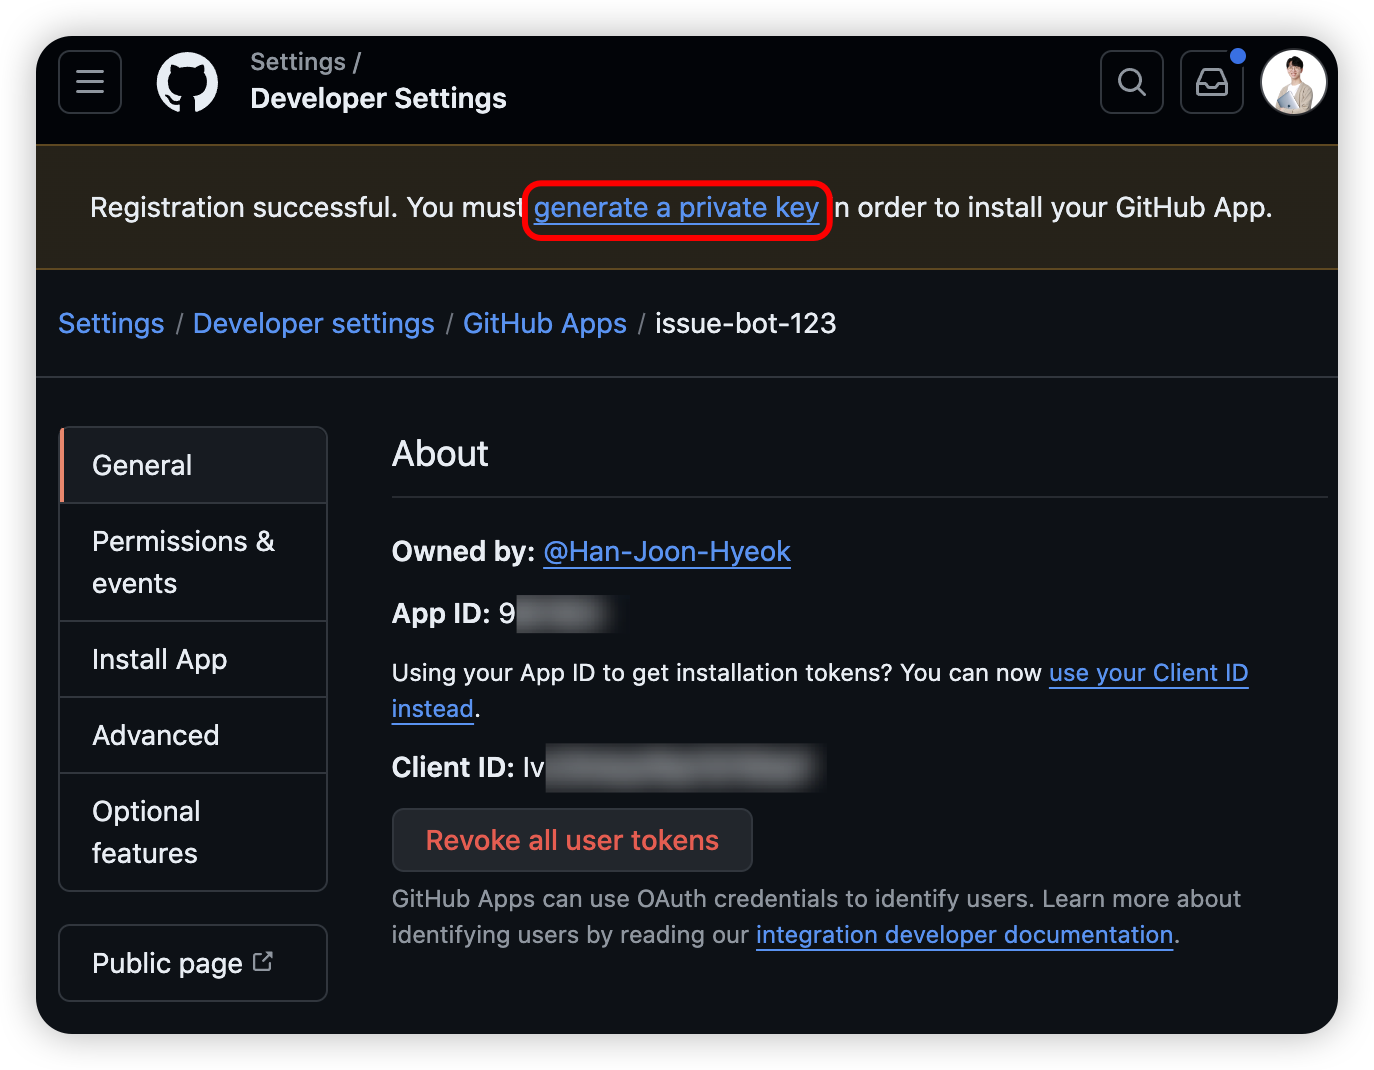 Settings /
Developer Settings
Registration successful. You must generate a private key in order to install your GitHub App.
Settings / Developer settings / GitHub Apps / issue-bot-123
General
Permissions &
events
Install App
Advanced
Optional
features
Public page
About
Owned by: @Han-Joon-Hyeok
App ID: 9
Using your App ID to get installation tokens? You can now use your Client ID
instead.
Client ID: Iv
Revoke all user tokens
GitHub Apps can use OAuth credentials to identify users. Learn more about
identifying users by reading our integration developer documentation.